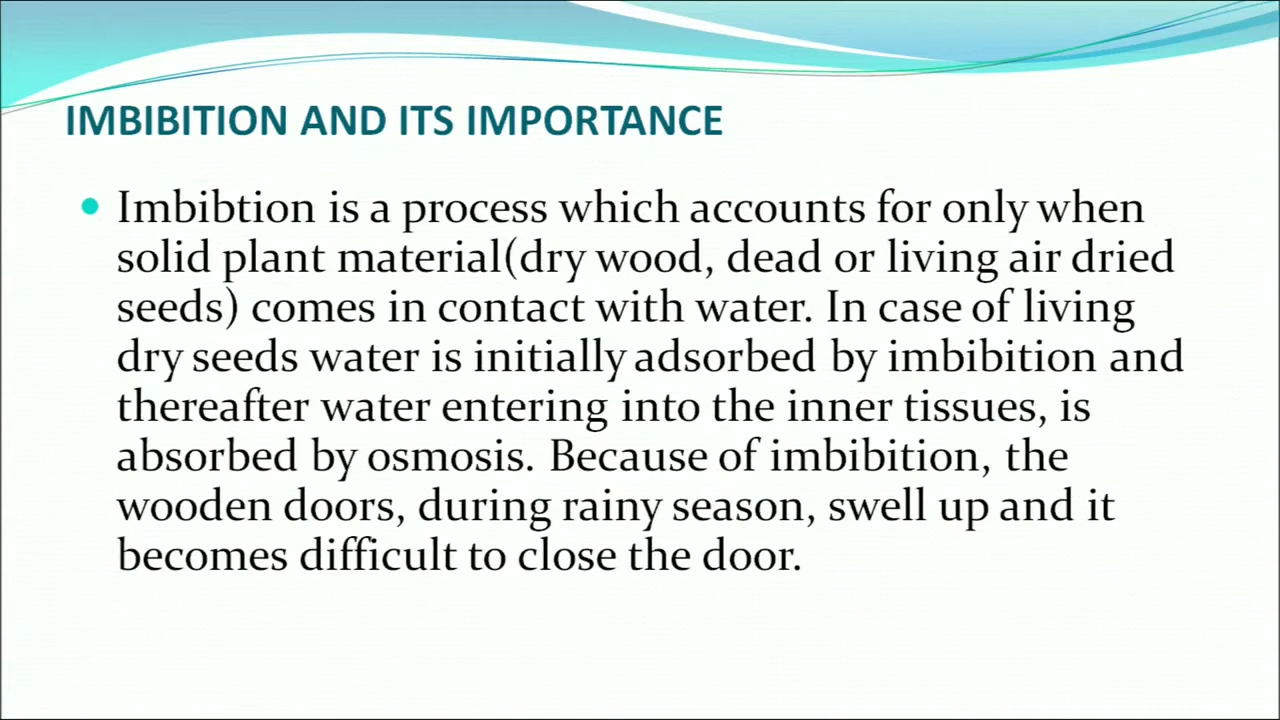 IMBIBITION AND ITS IMPORTANCE
• Imbibtion is a process which accounts for only when
solid plant material(dry wood, dead or living air dried
seeds) comes in contact with water. In case of living
dry seeds water is initially adsorbed by imbibition and
thereafter water entering into the inner tissues, is
absorbed by osmosis. Because of imbibition, the
wooden doors, during rainy season, swell up and it
becomes difficult to close the door.